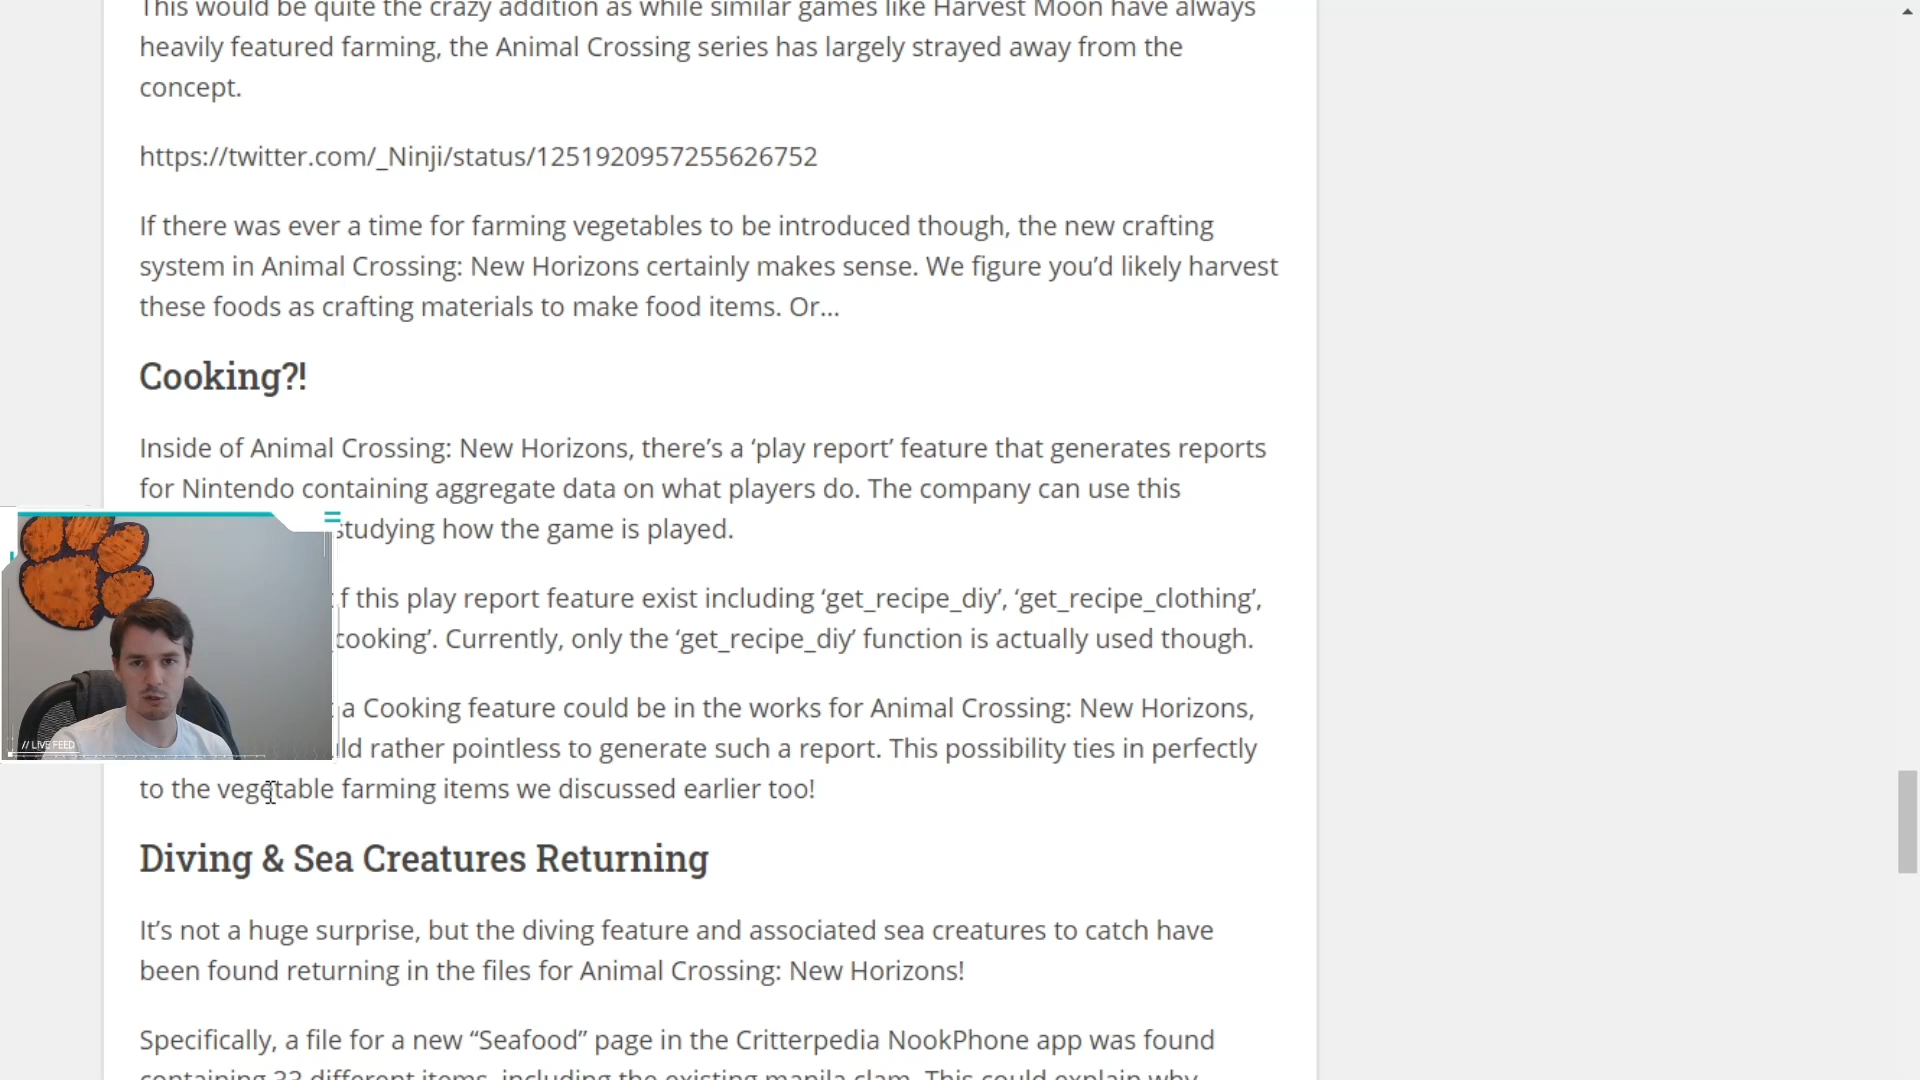 This would be quite the crazy addition as while similar games like Harvest Moon have always
heavily featured farming, the Animal Crossing series has largely strayed away from the
concept.
https://twitter.com/_Ninji/status/1251920957255626752
If there was ever a time for farming vegetables to be introduced though, the new crafting
system in Animal Crossing: New Horizons certainly makes sense. We figure you’d likely harvest
these foods as crafting materials to make food items. Or…
Cooking?!
Inside of Animal Crossing: New Horizons, there’s a ‘play report’ feature that generates reports
for Nintendo containing aggregate data on what players do. The company can use this
studying how the game is played.
f this play report feature exist including ‘get_recipe_diy’, ‘get_recipe_clothing’,
cooking’. Currently, only the ‘get_recipe_diy’ function is actually used though.
a Cooking feature could be in the works for Animal Crossing: New Horizons,
ld rather pointless to generate such a report. This possibility ties in perfectly
// LIVE FEED
to the vegetable farming items we discussed earlier too!
Diving & Sea Creatures Returning
It’s not a huge surprise, but the diving feature and associated sea creatures to catch have
been found returning in the files for Animal Crossing: New Horizons!
Specifically, a file for a new “Seafood” page in the Critterpedia NookPhone app was found
containing 33 different items, including the existing manila clam. This could explain why